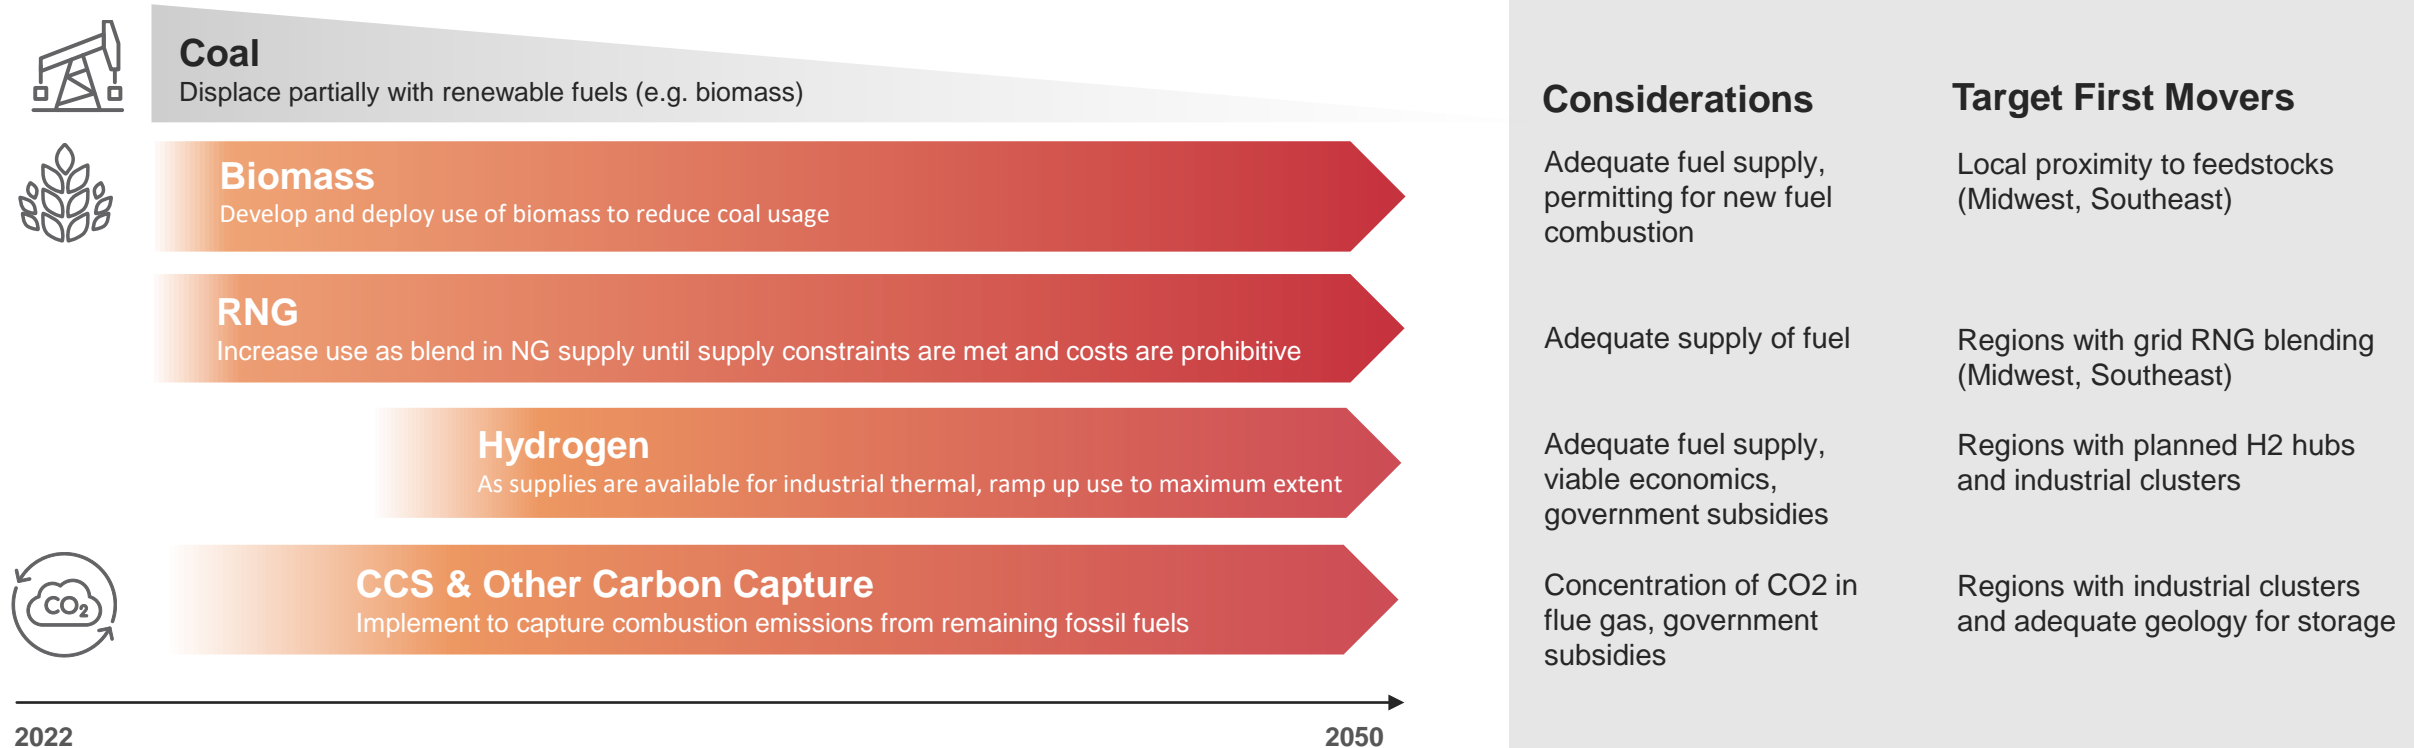 Coal
Displace partially with renewable fuels (e.g. biomass)
Biomass
Develop and deploy use of biomass to reduce coal usage
RNG
Increase use as blend in NG supply until supply constraints are met and costs are prohibitive
Hydrogen
As supplies are available for industrial thermal, ramp up use to maximum extent
CO2
CCS & Other Carbon Capture
Implement to capture combustion emissions from remaining fossil fuels
2022
2050
Considerations
Target First Movers
Adequate fuel supply,
permitting for new fuel
combustion
Local proximity to feedstocks
(Midwest, Southeast)
Adequate supply of fuel
Regions with grid RNG blending
(Midwest, Southeast)
Adequate fuel supply,
viable economics,
government subsidies
Regions with planned H2 hubs
and industrial clusters
Concentration of CO2 in
flue gas, government
subsidies
Regions with industrial clusters
and adequate geology for storage